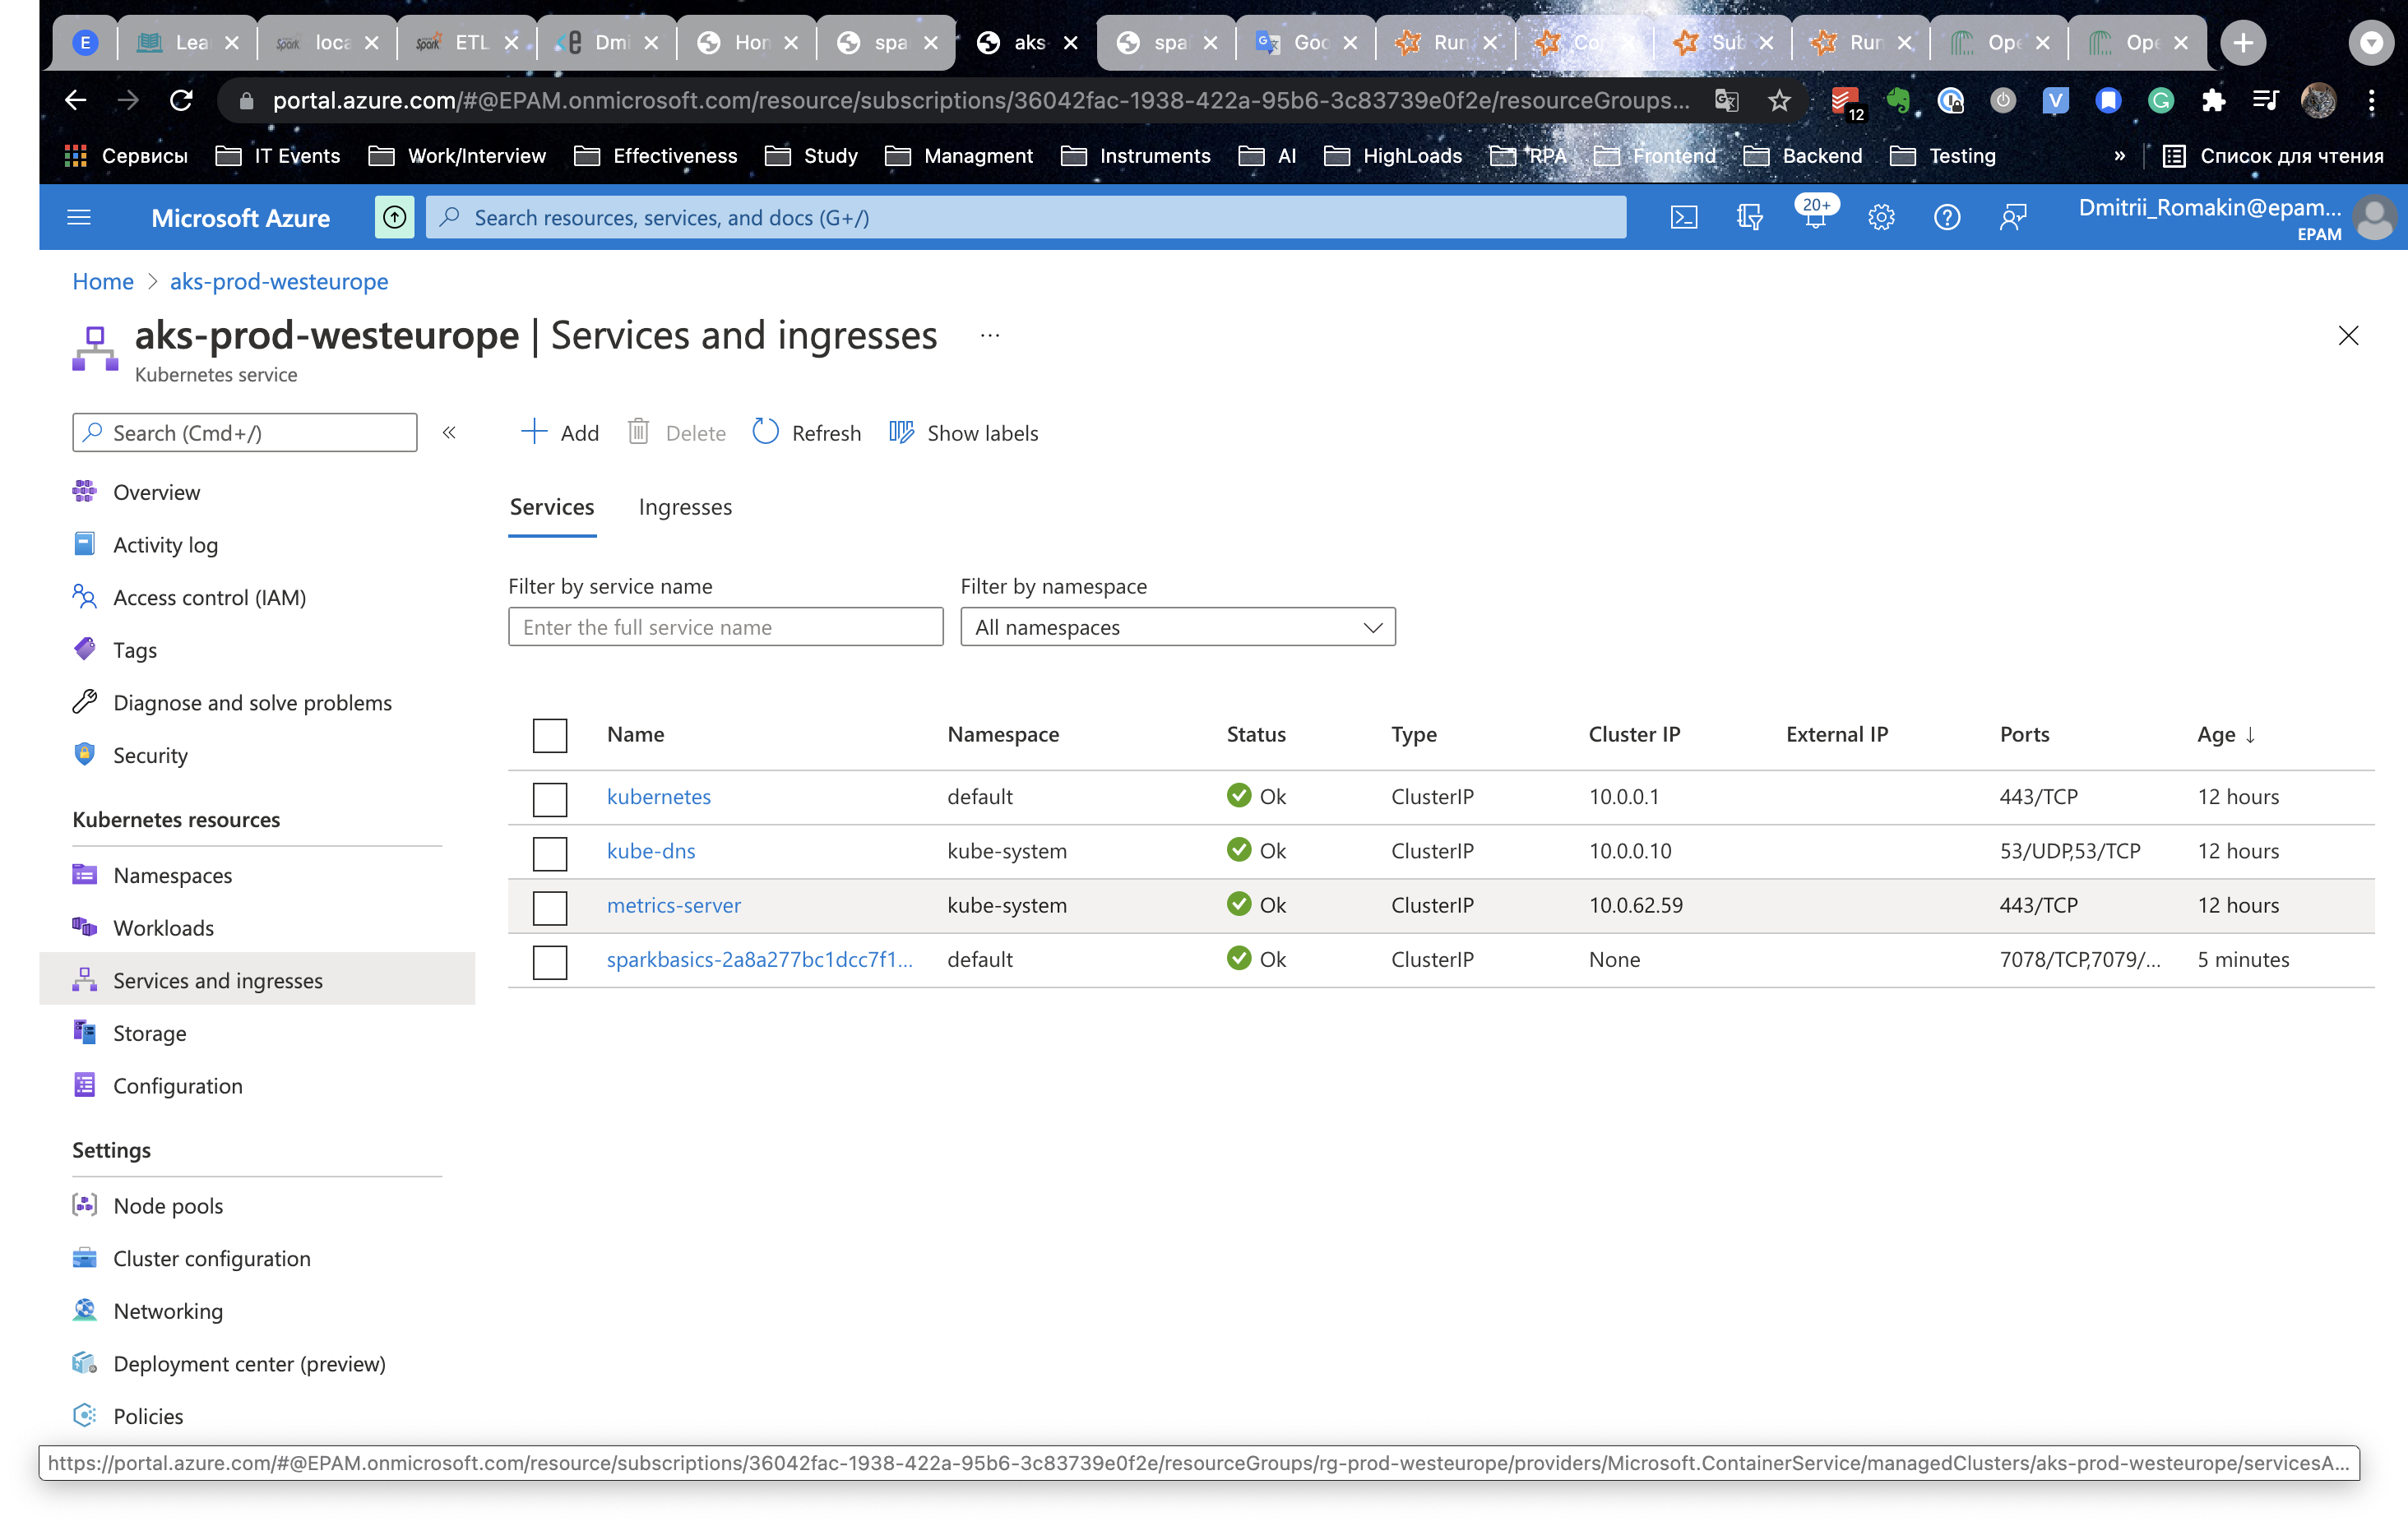 E Lea loca ETL Dmi Hon spa aks spa Goc Run Co Sub Run Ope Ope
portal.azure.com/#@EPAM.onmicrosoft.com/resource/subscriptions/36042fac-1938-422a-95b6-3c83739e0f2e/resourceGroups... 12
Сервисы IT Events Work/Interview Effectiveness Study Managment Instruments AI HighLoads RPA Frontend Backend Testing » Список для чтения
Microsoft Azure Search resources, services, and docs (G+/) 20+ Dmitrii_Romakin@epam...
EPAM
Home > aks-prod-westeurope
aks-prod-westeurope | Services and ingresses ...
Kubernetes service
Search (Cmd+/) « Add Delete Refresh Show labels
Overview
Activity log
Access control (IAM)
Tags
Diagnose and solve problems
Security
Kubernetes resources
Namespaces
Workloads
Services and ingresses
Storage
Configuration
Settings
Node pools
Cluster configuration
Networking
Deployment center (preview)
Policies
Services Ingresses
Filter by service name Filter by namespace
Enter the full service name All namespaces
Name Namespace Status Type Cluster IP External IP Ports Age ↓
kubernetes default Ok ClusterIP 10.0.0.1 443/TCP 12 hours
kube-dns kube-system Ok ClusterIP 10.0.0.10 53/UDP,53/TCP 12 hours
metrics-server kube-system Ok ClusterIP 10.0.62.59 443/TCP 12 hours
sparkbasics-2a8a277bc1dcc7f1... default Ok ClusterIP None 7078/TCP,7079/... 5 minutes
https://portal.azure.com/#@EPAM.onmicrosoft.com/resource/subscriptions/36042fac-1938-422a-95b6-3c83739e0f2e/resourceGroups/rg-prod-westeurope/providers/Microsoft.ContainerService/managedClusters/aks-prod-westeurope/servicesA...